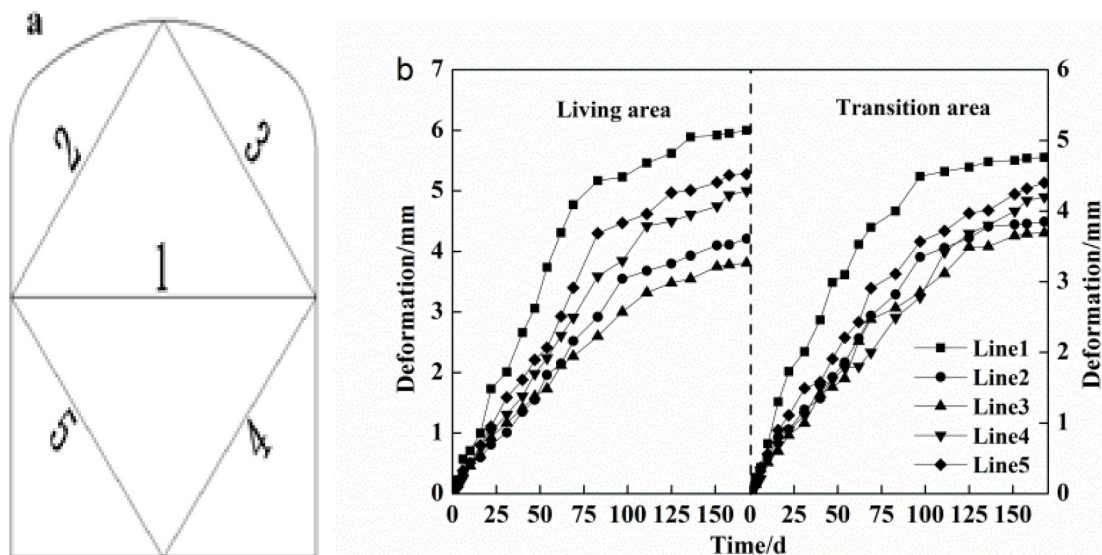 a
2
3
1
5
4
b
7
6
5
4
3
2
1
0
Deformation/mm
Living area
Transition area
6
5
4
3
2
1
0
Deformation/mm
Line1
Line2
Line3
Line4
Line5
0 25 50 75 100 125 150 0 25 50 75 100 125 150
Time/d